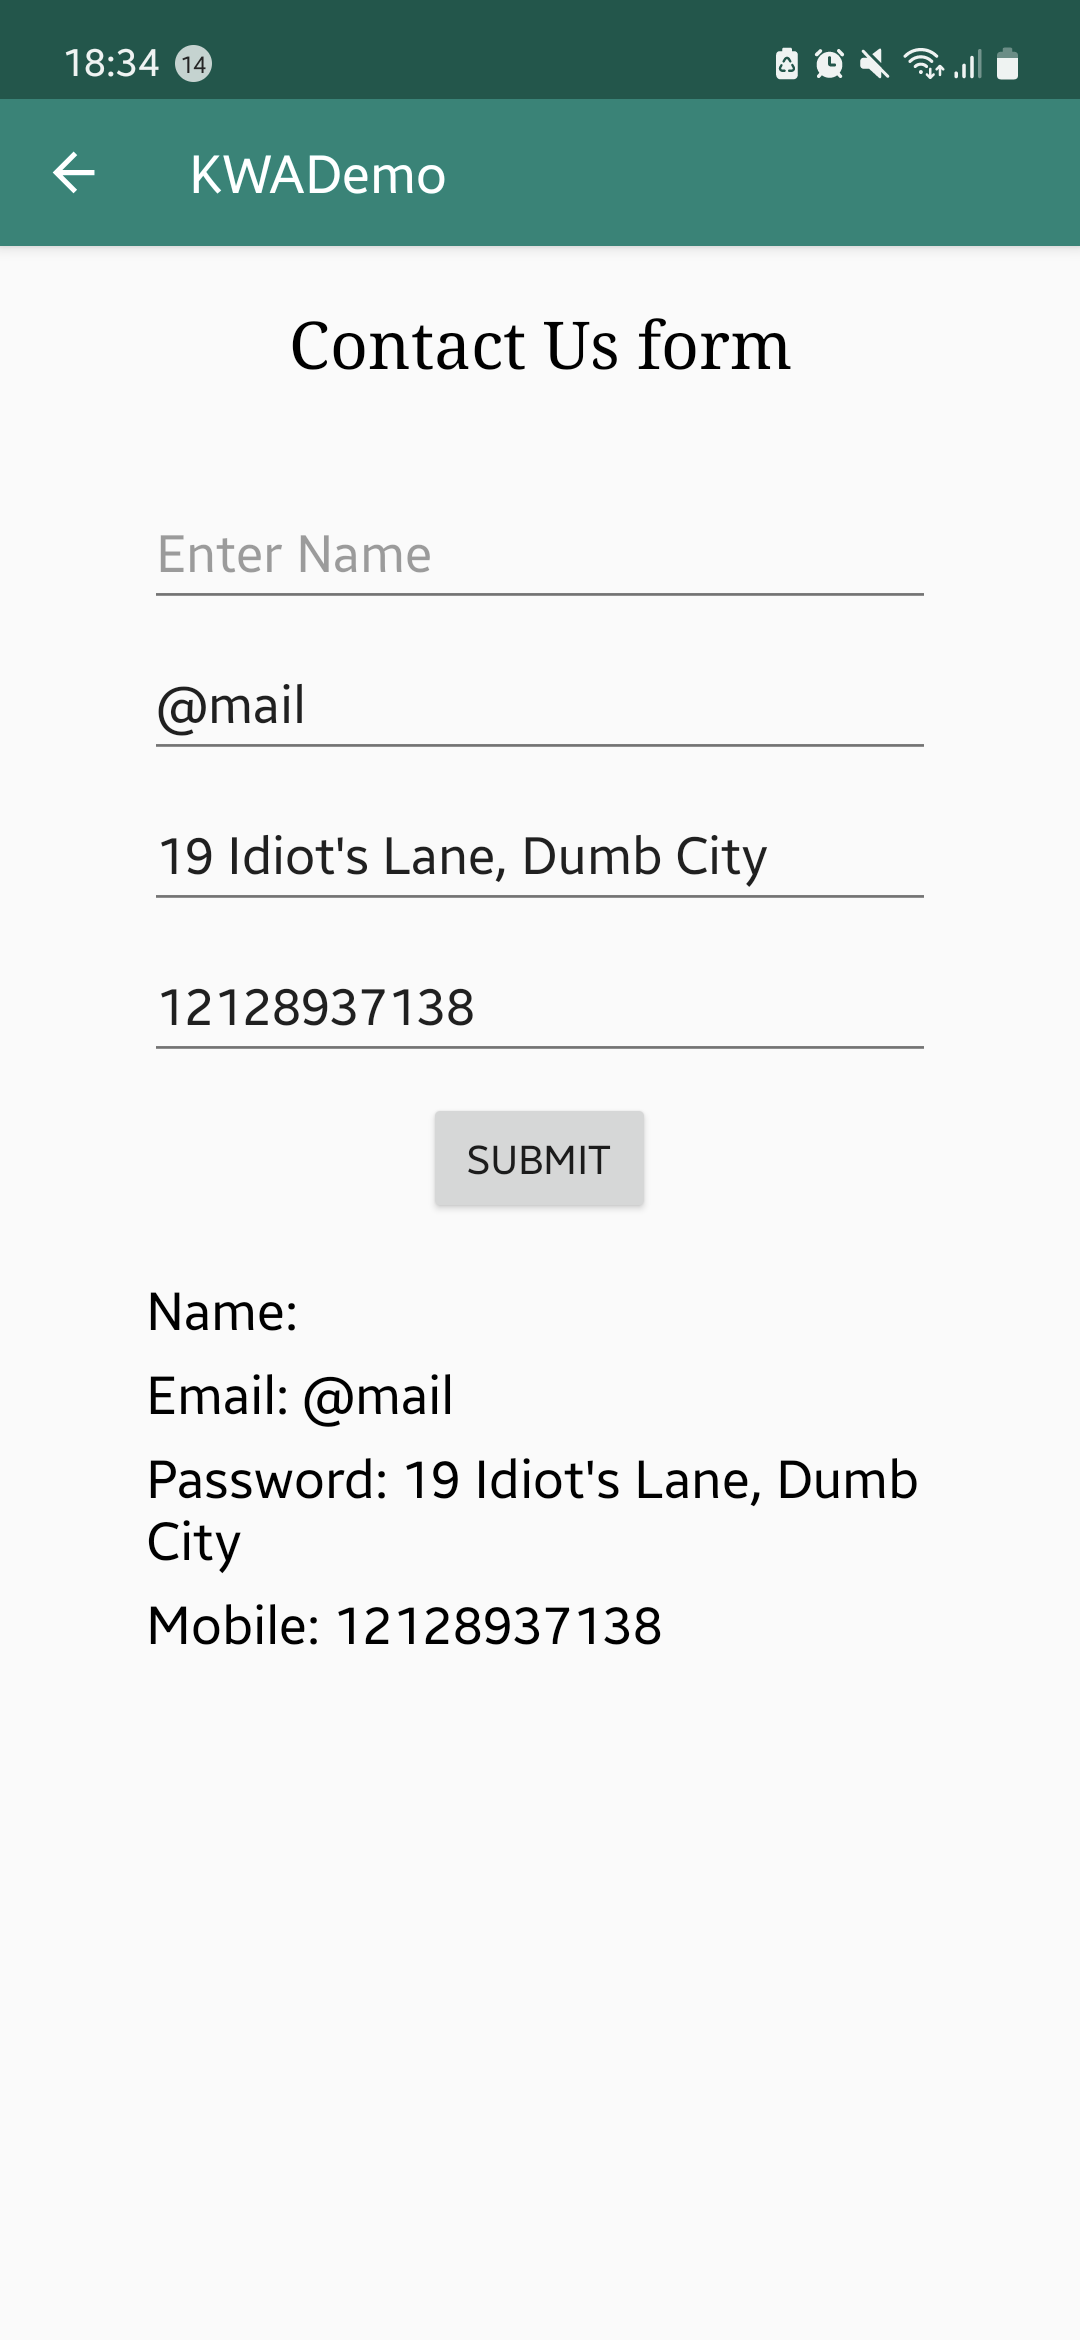 18:34 14
KWADemo
Contact Us form
Enter Name
@mail
19 Idiot's Lane, Dumb City
12128937138
SUBMIT
Name:
Email: @mail
Password: 19 Idiot's Lane, Dumb
City
Mobile: 12128937138